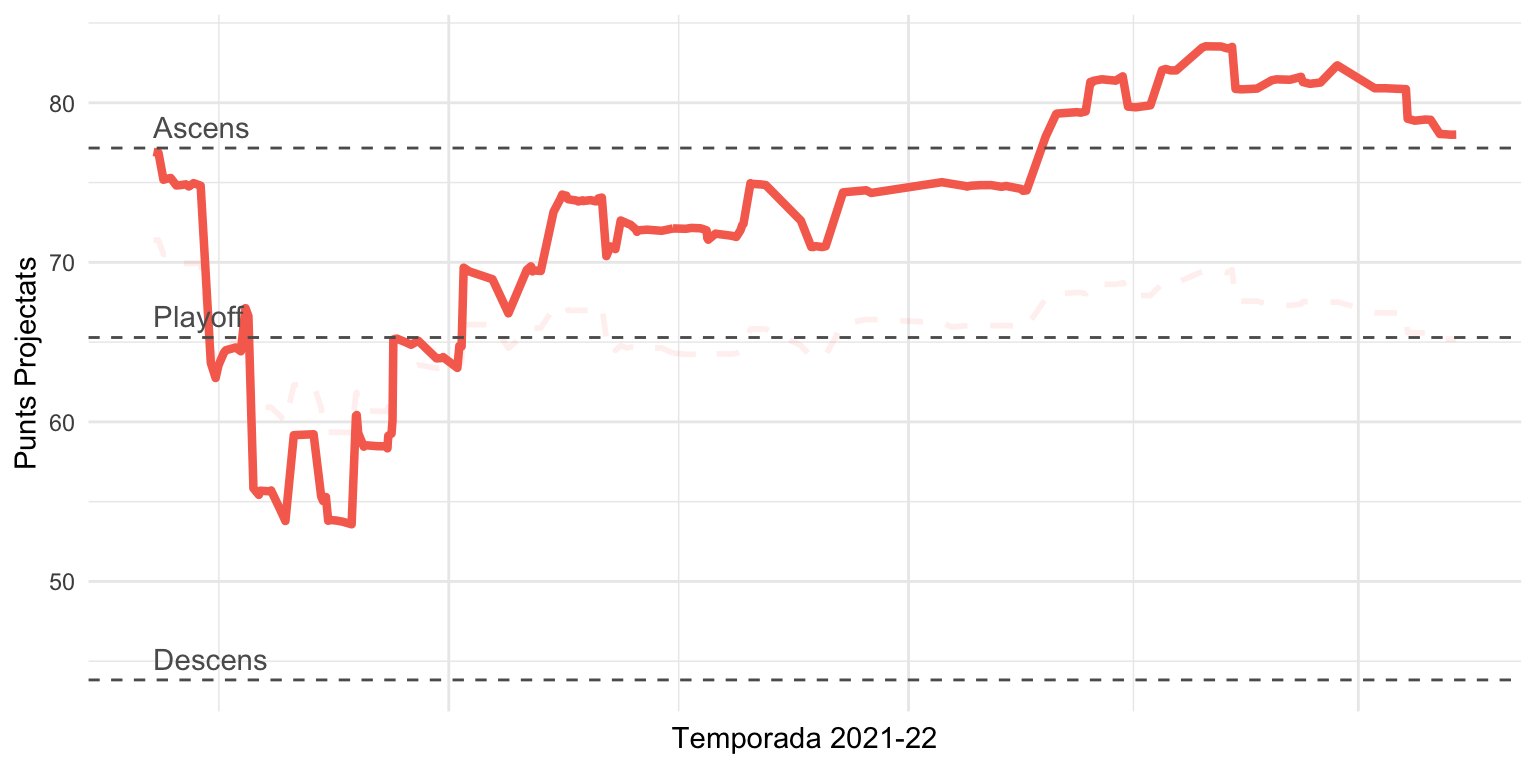 80
Ascens
70
Playoff
60
50
Descens
Punts Projectats
Temporada 2021-22